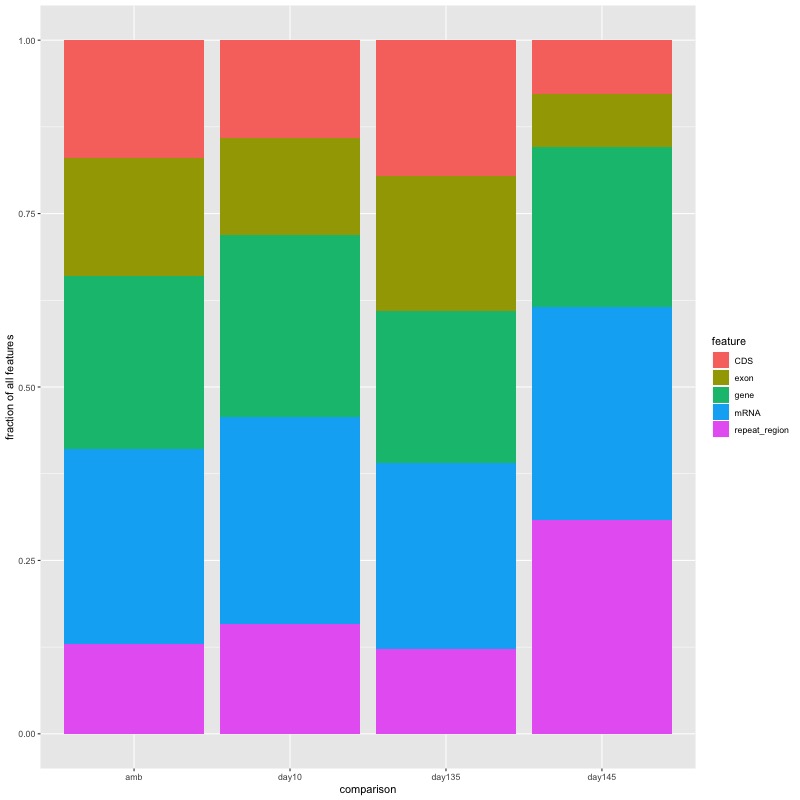 1.00
0.75
0.50
0.25
0.00
fraction of all features
amb day10 day135 day145
comparison
feature
CDS
exon
gene
mRNA
repeat_region